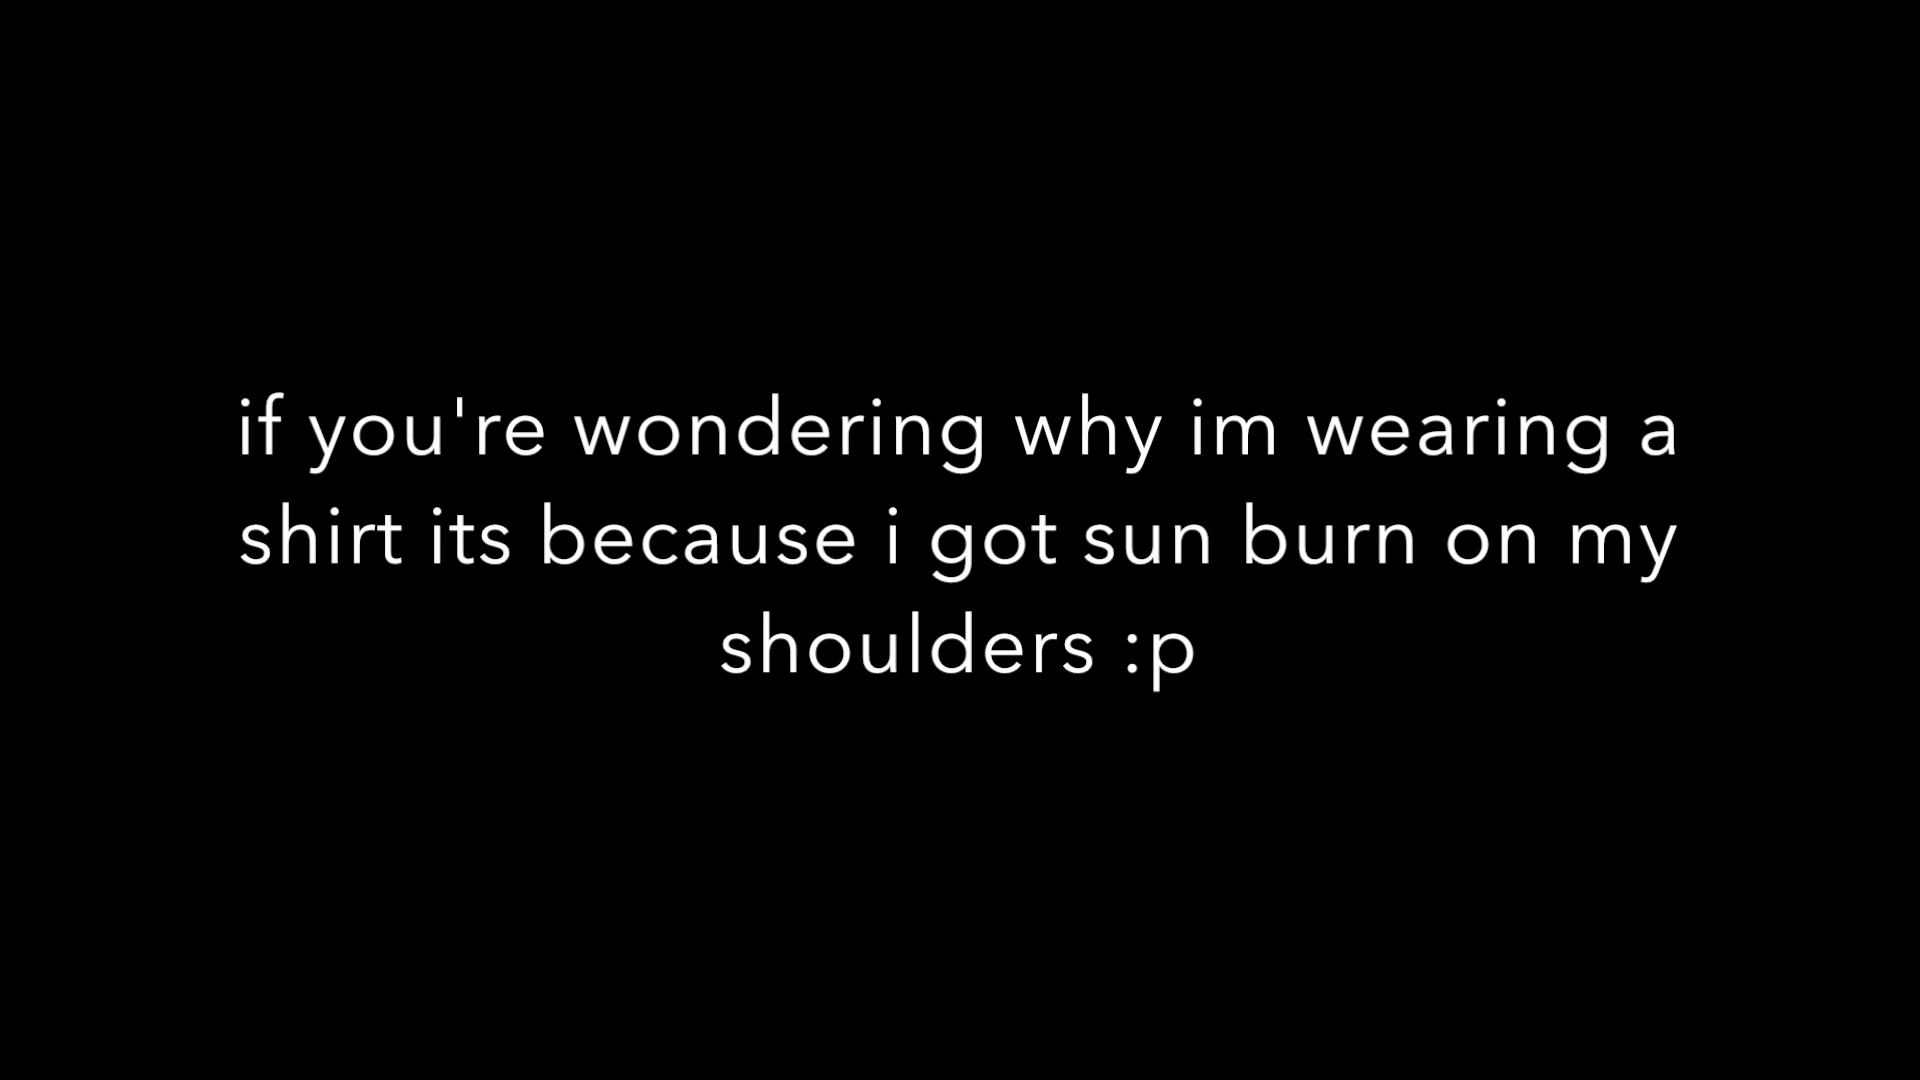 if you're wondering why im wearing a
shirt its because i got sun burn on my
shoulders :p